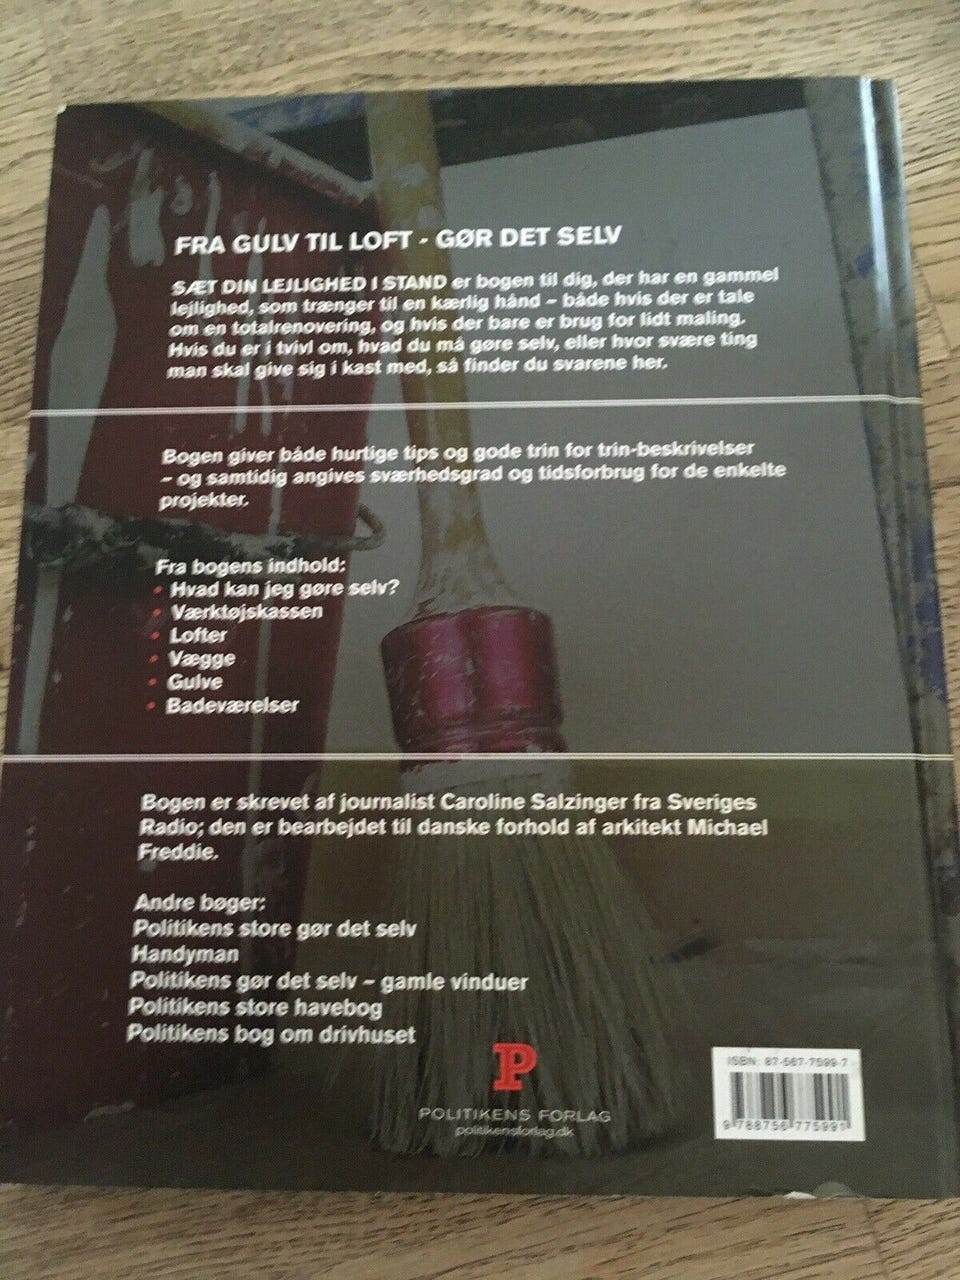 FRA GULV TIL LOFT - GØR DET SELV
SÆT DIN LEJLIGHED I STAND er bogen til dig, der har en gammel
lejlighed, som trænger til en kærlig hånd – både hvis der er tale
om en totalrenovering, og hvis der bare er brug for lidt maling.
Hvis du er i tvivl om, hvad du må gøre selv, eller hvor svære ting
man skal give sig i kast med, så finder du svarene her.
Bogen giver både hurtige tips og gode trin for trin-beskrivelser
– og samtidig angives sværhedsgrad og tidsforbrug for de enkelte
projekter.
Fra bogens indhold:
• Hvad kan jeg gøre selv?
• Værktøjskassen
• Lofter
• Vægge
• Gulve
• Badeværelser
Bogen er skrevet af journalist Caroline Salzinger fra Sveriges
Radio; den er bearbejdet til danske forhold af arkitekt Michael
Freddie.
Andre bøger:
Politikens store gør det selv
Handyman
Politikens gør det selv – gamle vinduer
Politikens store havebog
Politikens bog om drivhuset
P
POLITIKENS FORLAG
politikensforlag.dk
ISBN: 87-567-7599-7
9 788756 775991